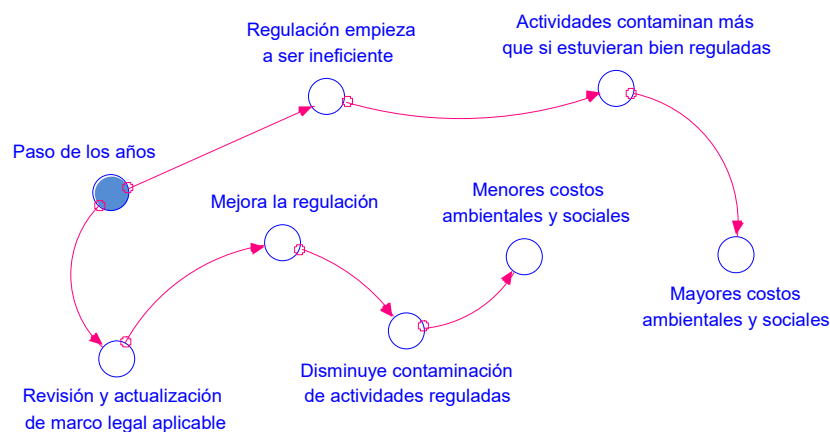 Regulación empieza
a ser ineficiente
Actividades contaminan más
que si estuvieran bien reguladas
Paso de los años
Mejora la regulación
Menores costos
ambientales y sociales
Mayores costos
ambientales y sociales
Disminuye contaminación
de actividades reguladas
Revisión y actualización
de marco legal aplicable